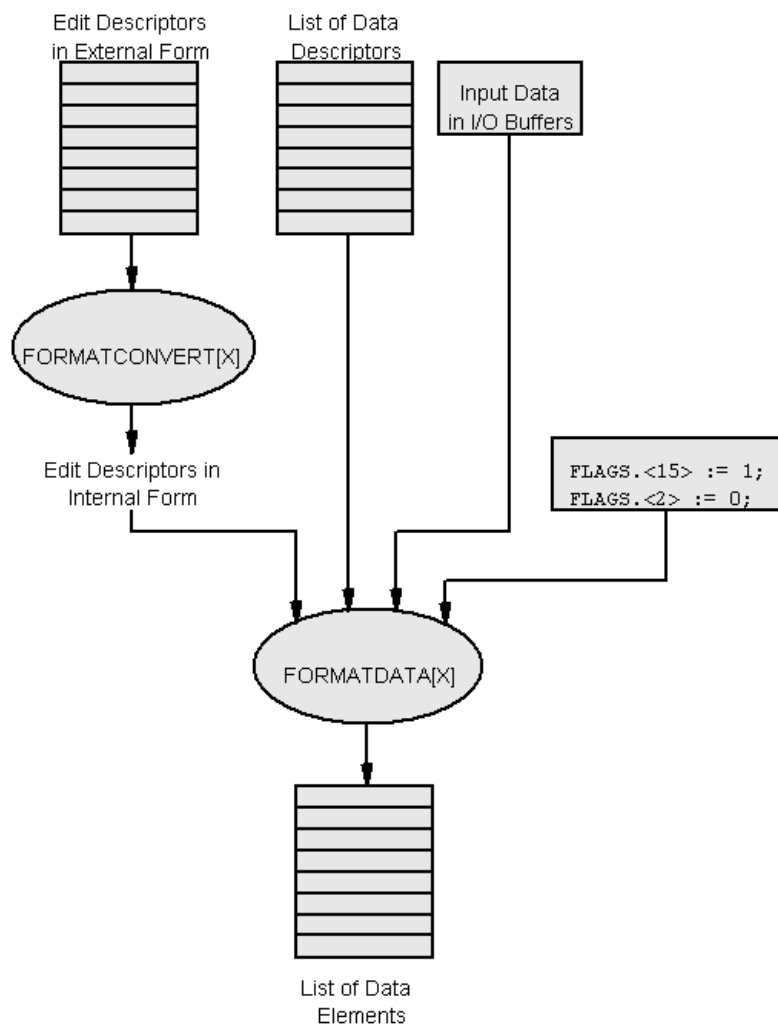 Edit Descriptors
in External Form
List of Data
Descriptors
Input Data
in I/O Buffers
FORMATCONVERT[X]
Edit Descriptors in
Internal Form
FLAGS.<15> := 1;
FLAGS.<2> := 0;
FORMATDATA[X]
List of Data
Elements